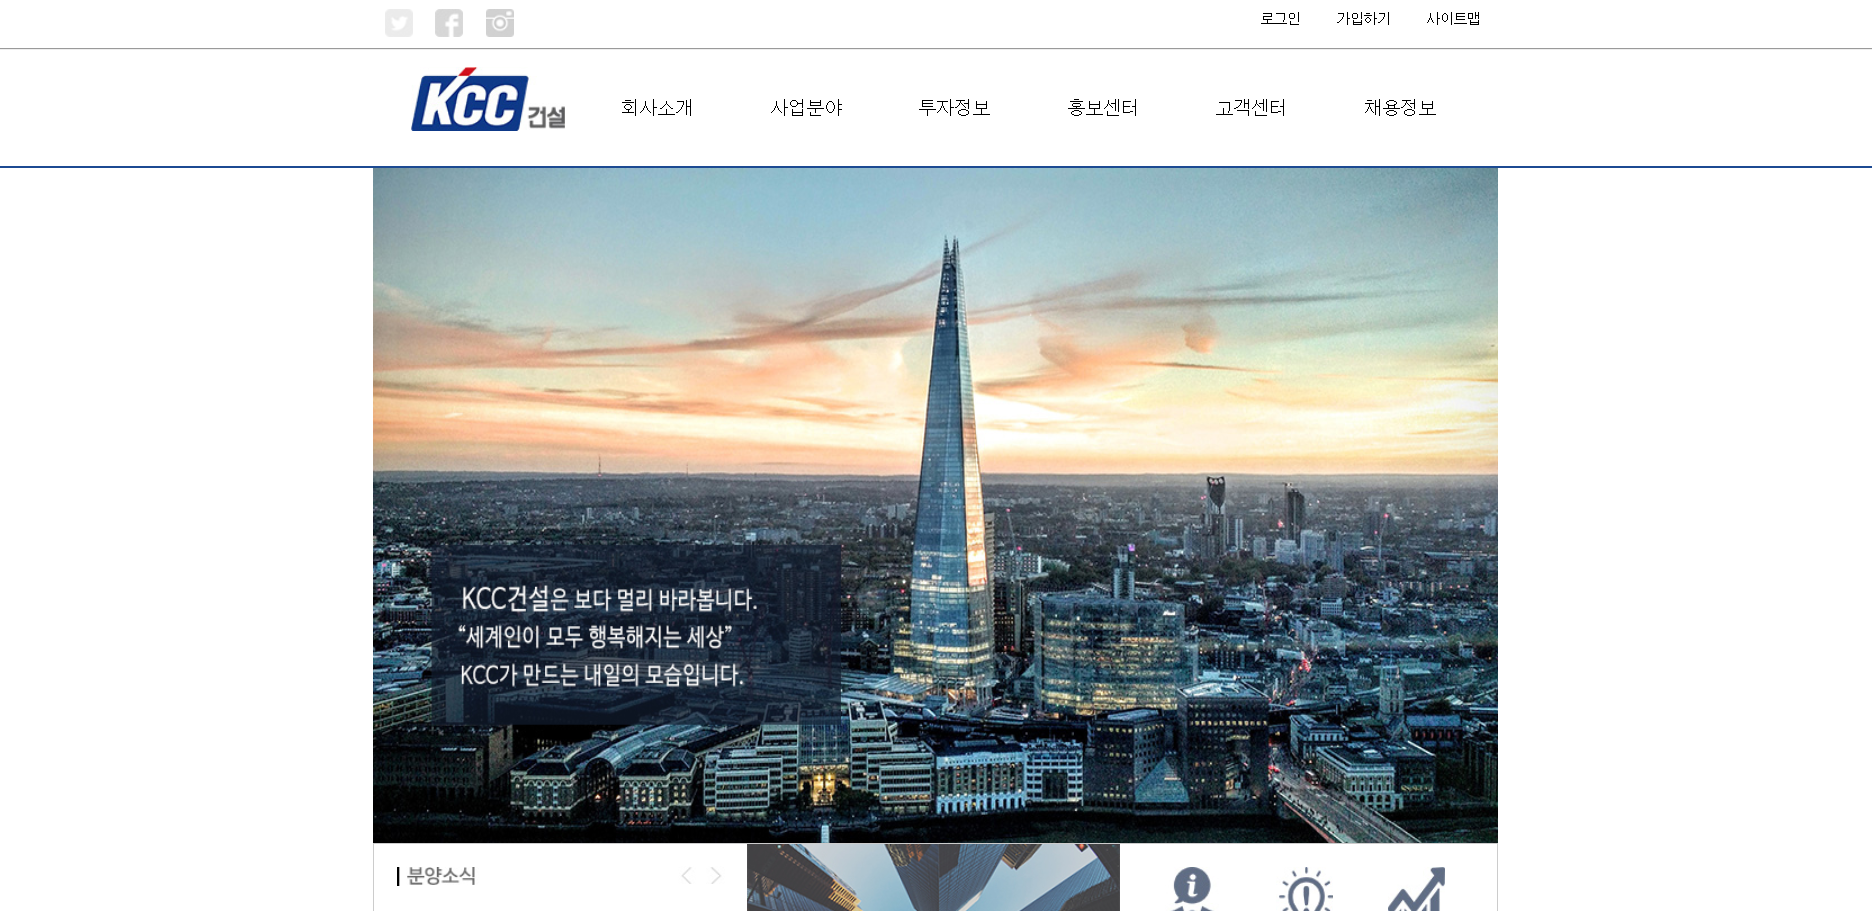 로그인 가입하기 사이트맵
KCC건설 회사소개 사업분야 투자정보 홍보센터 고객센터 채용정보
KCC건설은 보다 멀리 바라봅니다.
“세계인이 모두 행복해지는 세상”
KCC가 만드는 내일의 모습입니다.
분양소식